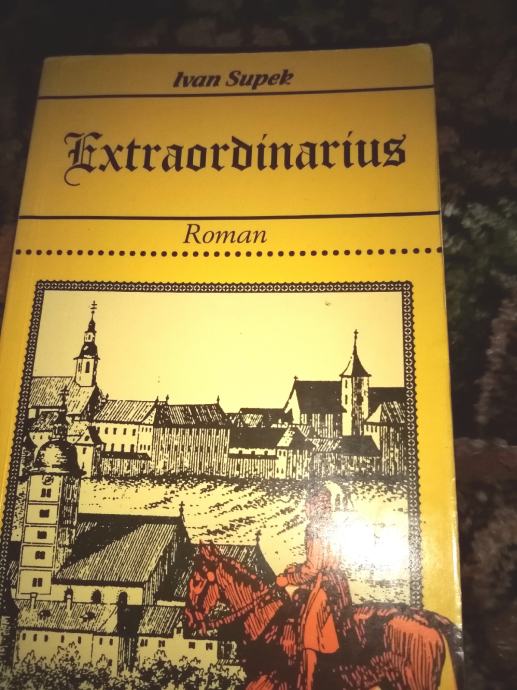 Ivan Supek
Extraordinarius
Roman